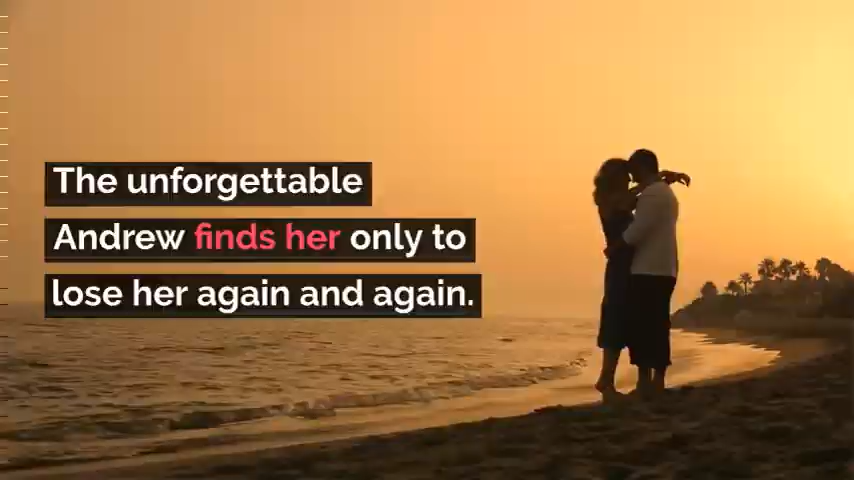 The unforgettable
Andrew finds her only to
lose her again and again.